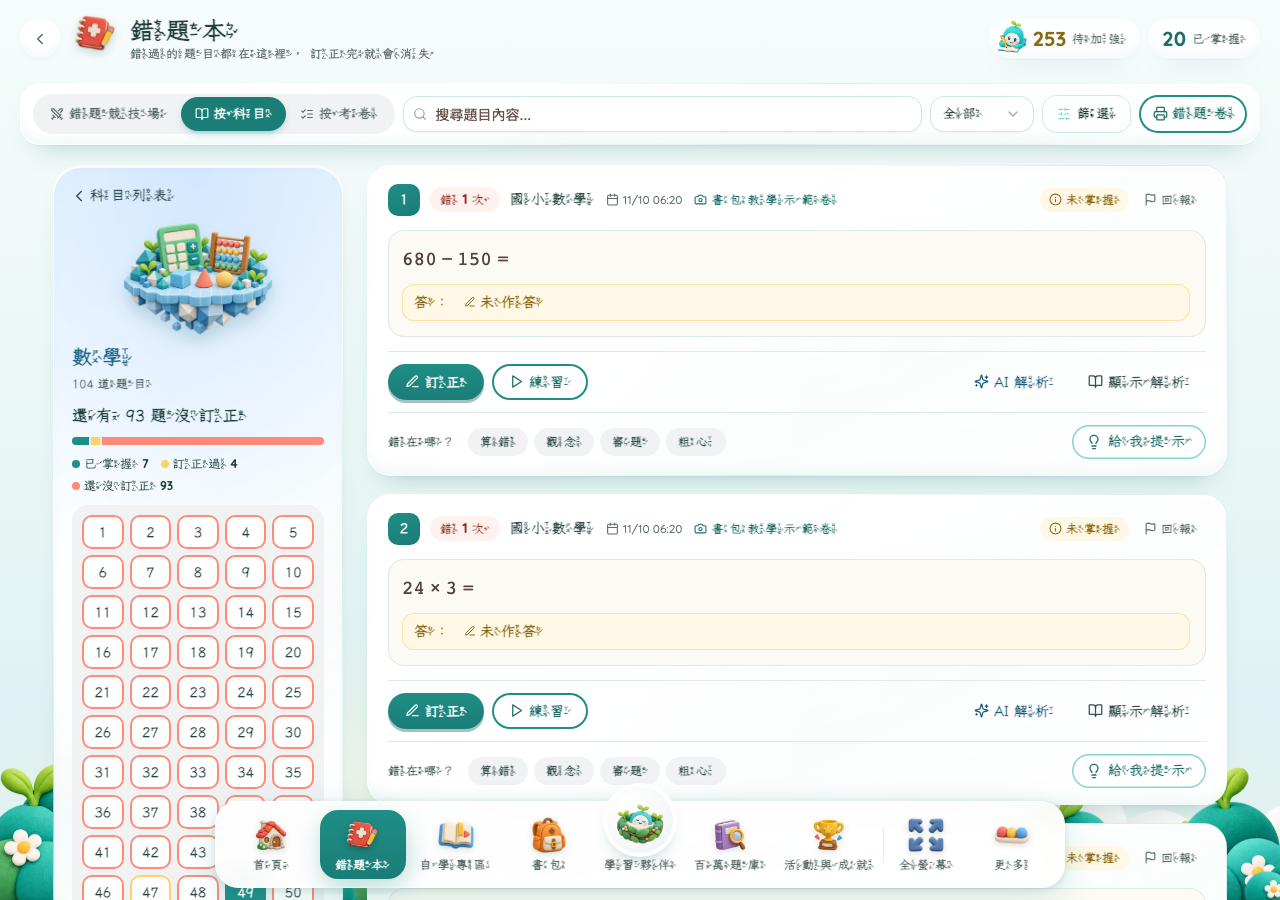 錯題本
錯過的題目都在這裡，訂正完就會消失
253 待加強
20 已掌握
錯題競技場
按科目
按考卷
搜尋題目內容...
全部
篩選
錯題卷
科目列表
數學
104 道題目
還有 93 題沒訂正
已掌握 7 訂正過 4
還沒訂正 93
1 2 3 4 5
6 7 8 9 10
11 12 13 14 15
16 17 18 19 20
21 22 23 24 25
26 27 28 29 30
31 32 33 34 35
36 37 38
41 42 43
46 47 48 49 50
1 錯 1 次 國小數學 11/10 06:20 書包教學示範卷 未掌握 回報
680 − 150 =
答： 未作答
訂正 練習 AI 解析 顯示解析
錯在哪？ 算錯 觀念 審題 粗心 給我提示
2 錯 1 次 國小數學 11/10 06:20 書包教學示範卷 未掌握 回報
24 × 3 =
答： 未作答
訂正 練習 AI 解析 顯示解析
錯在哪？ 算錯 觀念 審題 粗心 給我提示
未掌握 回報
首頁
錯題本
自學專區
書包
學習夥伴
百萬題庫
活動與成就
全螢幕
更多